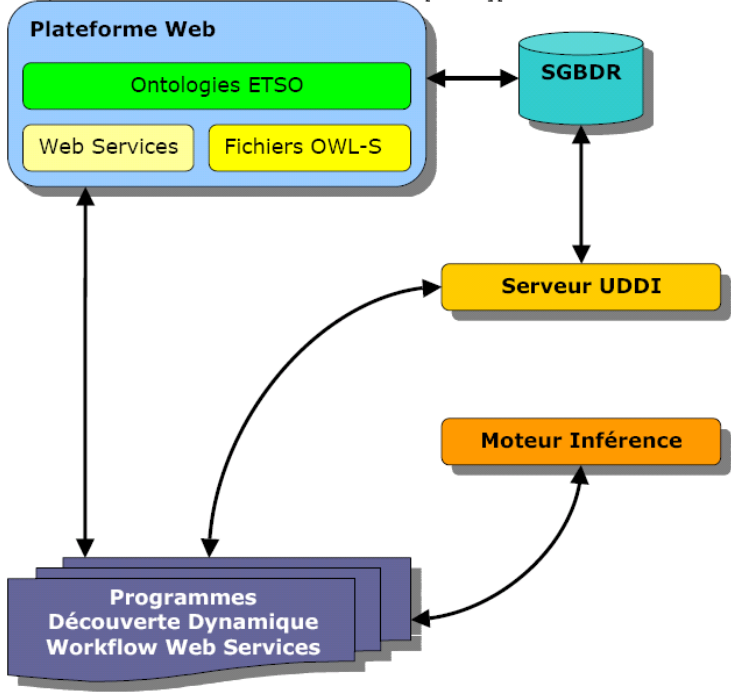 Plateforme Web
Ontologies ETSO
Web Services
Fichiers OWL-S
SGBDR
Serveur UDDI
Moteur Inférence
Programmes
Découverte Dynamique
Workflow Web Services